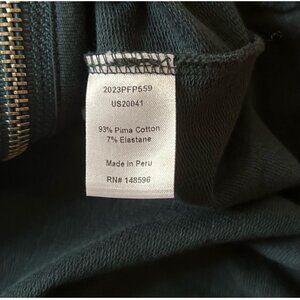 2023PFP559
US20041
93% Pima Cotton
7% Elastane
Made in Peru
RN# 148596